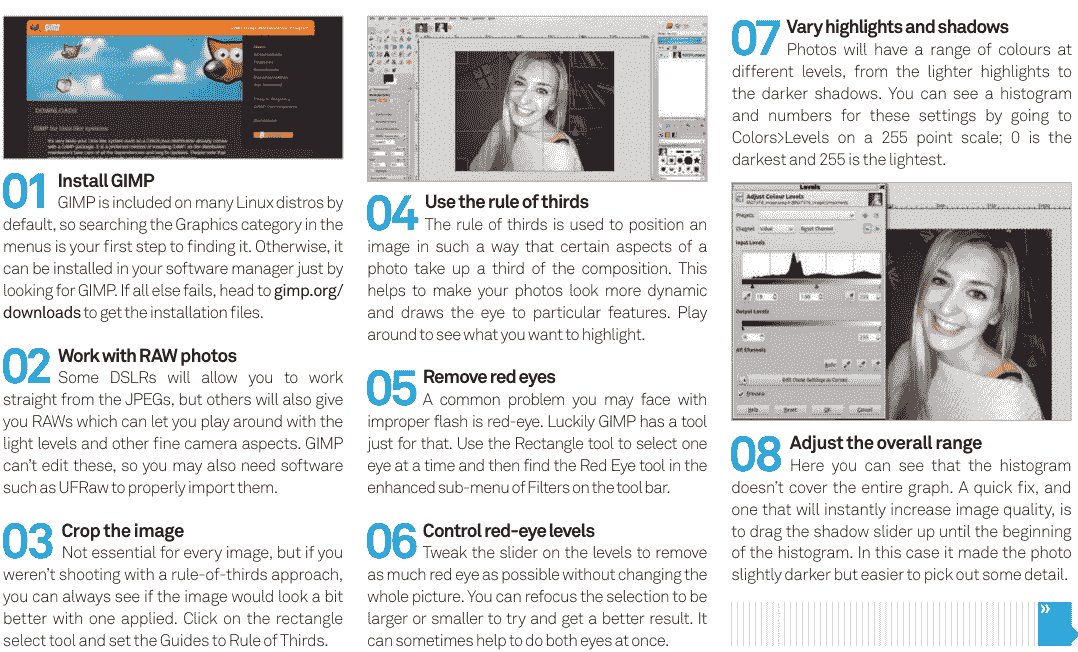 gimp
DOWNLOADS
01 Install GIMP
GIMP is included on many Linux distros by
default, so searching the Graphics category in the
menus is your first step to finding it. Otherwise, it
can be installed in your software manager just by
looking for GIMP. If all else fails, head to gimp.org/
downloads to get the installation files.
02 Work with RAW photos
Some DSLRs will allow you to work
straight from the JPEGs, but others will also give
you RAWs which can let you play around with the
light levels and other fine camera aspects. GIMP
can't edit these, so you may also need software
such as UFRaw to properly import them.
03 Crop the image
Not essential for every image, but if you
weren't shooting with a rule-of-thirds approach,
you can always see if the image would look a bit
better with one applied. Click on the rectangle
select tool and set the Guides to Rule of Thirds.
04 Use the rule of thirds
The rule of thirds is used to position an
image in such a way that certain aspects of a
photo take up a third of the composition. This
helps to make your photos look more dynamic
and draws the eye to particular features. Play
around to see what you want to highlight.
05 Remove red eyes
A common problem you may face with
improper flash is red-eye. Luckily GIMP has a tool
just for that. Use the Rectangle tool to select one
eye at a time and then find the Red Eye tool in the
enhanced sub-menu of Filters on the tool bar.
06 Control red-eye levels
Tweak the slider on the levels to remove
as much red eye as possible without changing the
whole picture. You can refocus the selection to be
larger or smaller to try and get a better result. It
can sometimes help to do both eyes at once.
07 Vary highlights and shadows
Photos will have a range of colours at
different levels, from the lighter highlights to
the darker shadows. You can see a histogram
and numbers for these settings by going to
Colors>Levels on a 255 point scale; 0 is the
darkest and 255 is the lightest.
Levels
Adjust Colour Levels
Presets
Channel Value Reset Channel
Input Levels
Output Levels
All Channels
Edit These Settings as Curves
Preview
Help Reset OK Cancel
08 Adjust the overall range
Here you can see that the histogram
doesn't cover the entire graph. A quick fix, and
one that will instantly increase image quality, is
to drag the shadow slider up until the beginning
of the histogram. In this case it made the photo
slightly darker but easier to pick out some detail.
»